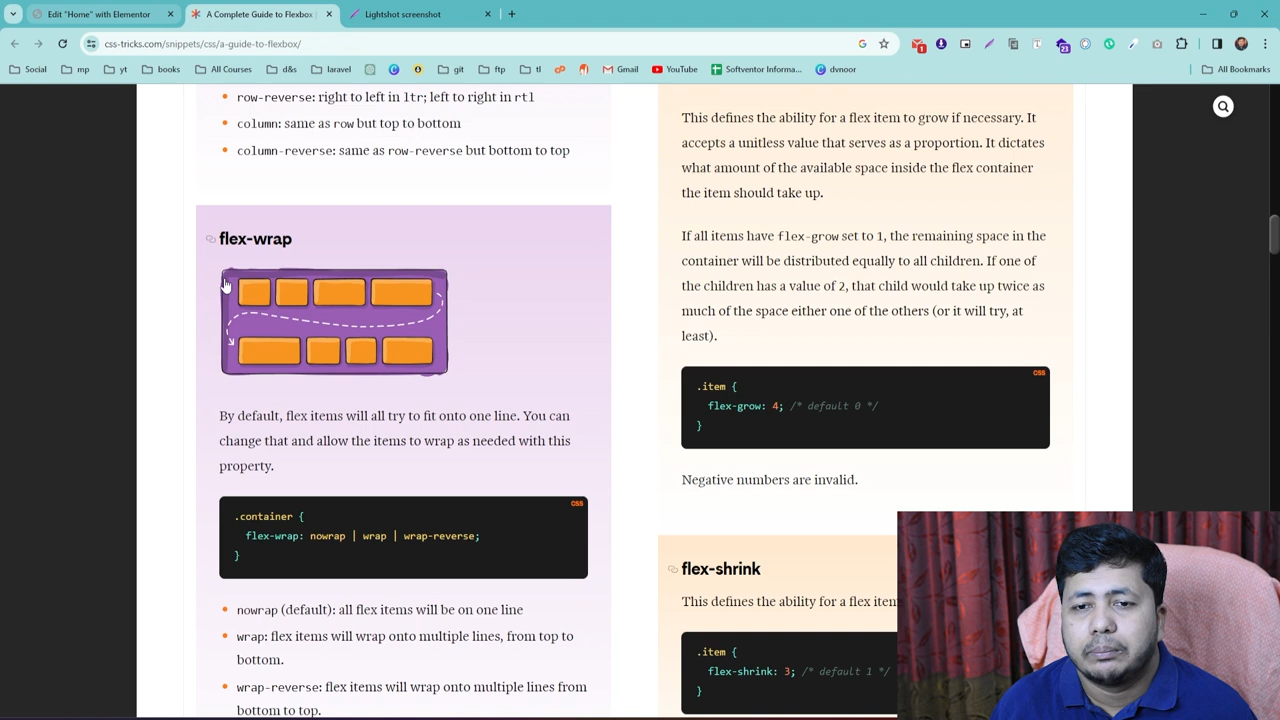 Edit "Home" with Elementor
A Complete Guide to Flexbox
Lightshot screenshot
css-tricks.com/snippets/css/a-guide-to-flexbox/
Social
mp
yt
books
All Courses
d&s
laravel
git
ftp
tl
Gmail
YouTube
Softventor Informa...
dvnoor
All Bookmarks
row-reverse: right to left in ltr; left to right in rtl
column: same as row but top to bottom
column-reverse: same as row-reverse but bottom to top
flex-wrap
By default, flex items will all try to fit onto one line. You can
change that and allow the items to wrap as needed with this
property.
CSS
.container {
flex-wrap: nowrap | wrap | wrap-reverse;
}
nowrap (default): all flex items will be on one line
wrap: flex items will wrap onto multiple lines, from top to
bottom.
wrap-reverse: flex items will wrap onto multiple lines from
bottom to top.
This defines the ability for a flex item to grow if necessary. It
accepts a unitless value that serves as a proportion. It dictates
what amount of the available space inside the flex container
the item should take up.
If all items have flex-grow set to 1, the remaining space in the
container will be distributed equally to all children. If one of
the children has a value of 2, that child would take up twice as
much of the space either one of the others (or it will try, at
least).
CSS
.item {
flex-grow: 4; /* default 0 */
}
Negative numbers are invalid.
flex-shrink
This defines the ability for a flex item
.item {
flex-shrink: 3; /* default 1 */
}